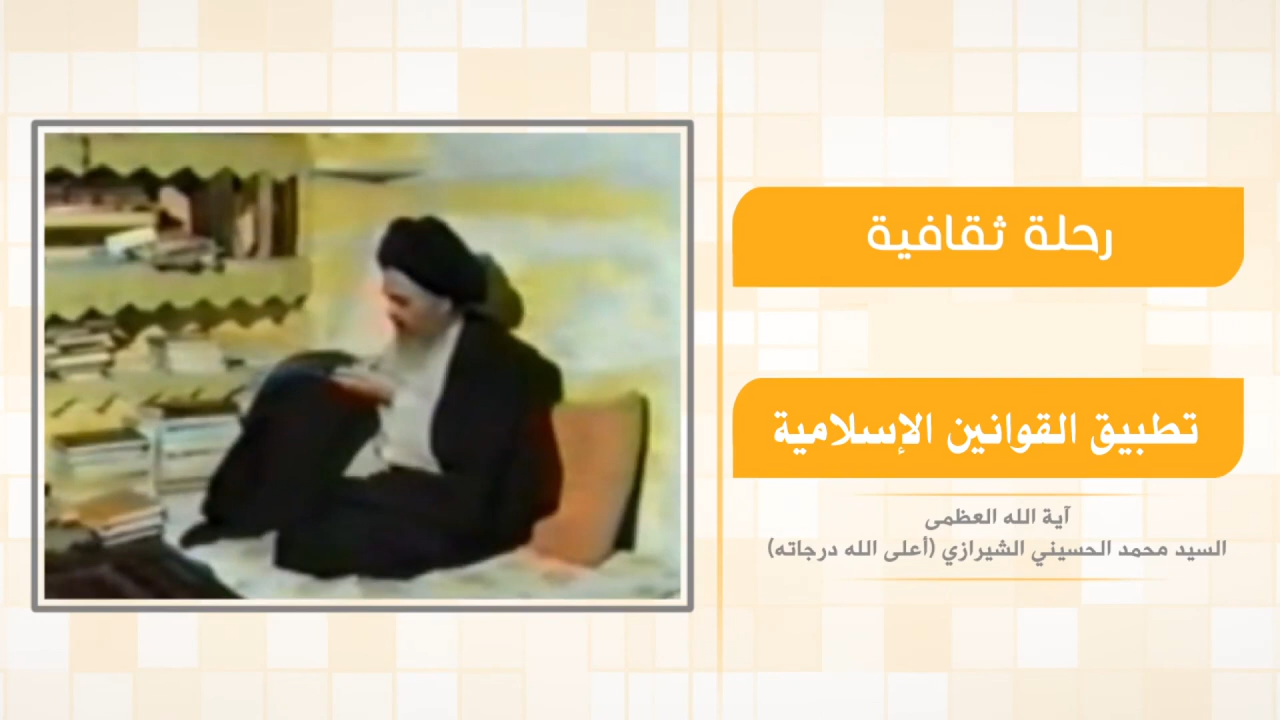 رحلة ثقافية
تطبيق القوانين الإسلامية
آية الله العظمى
السيد محمد الحسيني الشيرازي (أعلى الله درجاته)